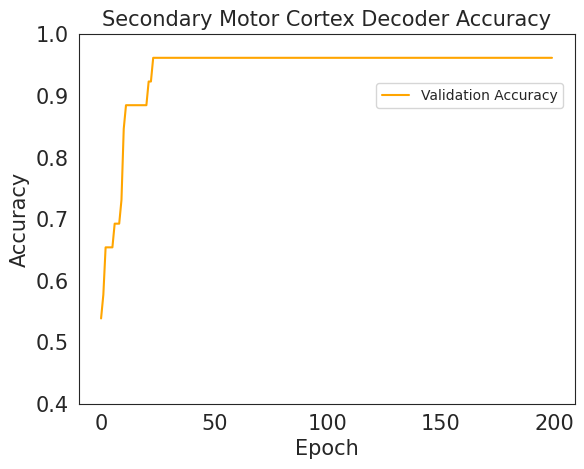 Secondary Motor Cortex Decoder Accuracy
1.0
0.9
0.8
0.7
0.6
0.5
0.4
Accuracy
Validation Accuracy
0 50 100 150 200
Epoch